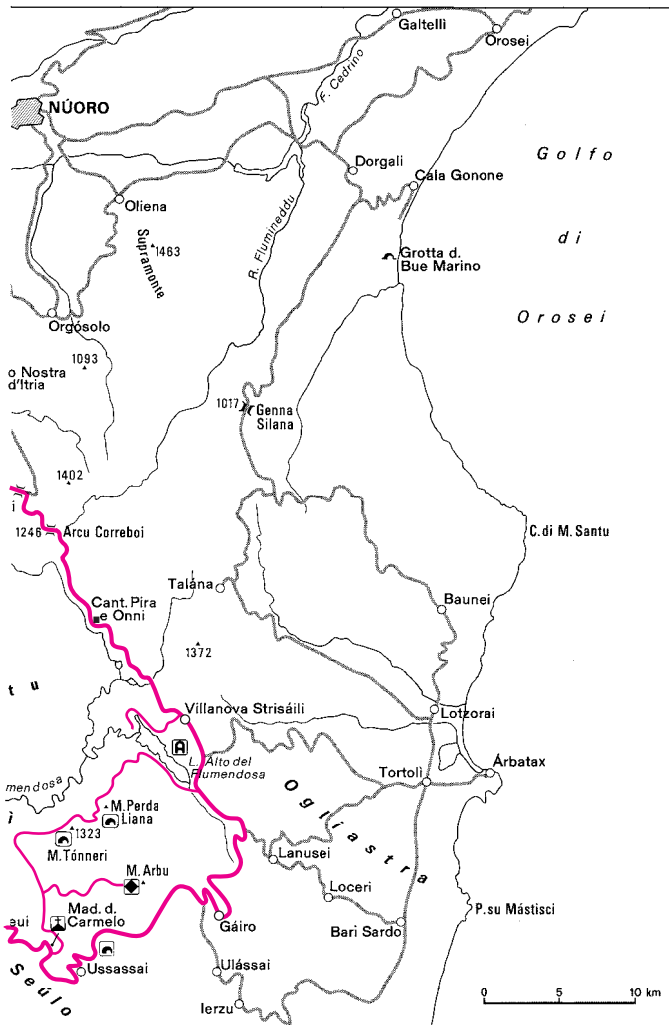 Galtellì
Orosei
F. Cedrino
NÚORO
Dorgali
Cala Gonone
Golfo
di
Orosei
Oliena
Supramonte
1463
R. Flumineddu
Grotta d.
Bue Marino
Orgósolo
1093
o Nostra
d'Itria
1017
Genna
Silana
1402
i
1246
Arcu Correboi
C. di M. Santu
Talána
Baunei
Cant. Pira
e Onni
1372
t u
Villanova Strisáili
Lotzorai
L. Alto del
Flumendosa
Árbatax
Tortolì
mendosa
Ogliastra
M. Perda
Liana
ì
1323
M. Tónneri
Lanusei
M. Arbu
Loceri
Mad. d.
Carmelo
P. su Mástisci
Gáiro
Bari Sardo
eui
Seúlo
Ussassai
Ulássai
Ierzu
0 5 10 km